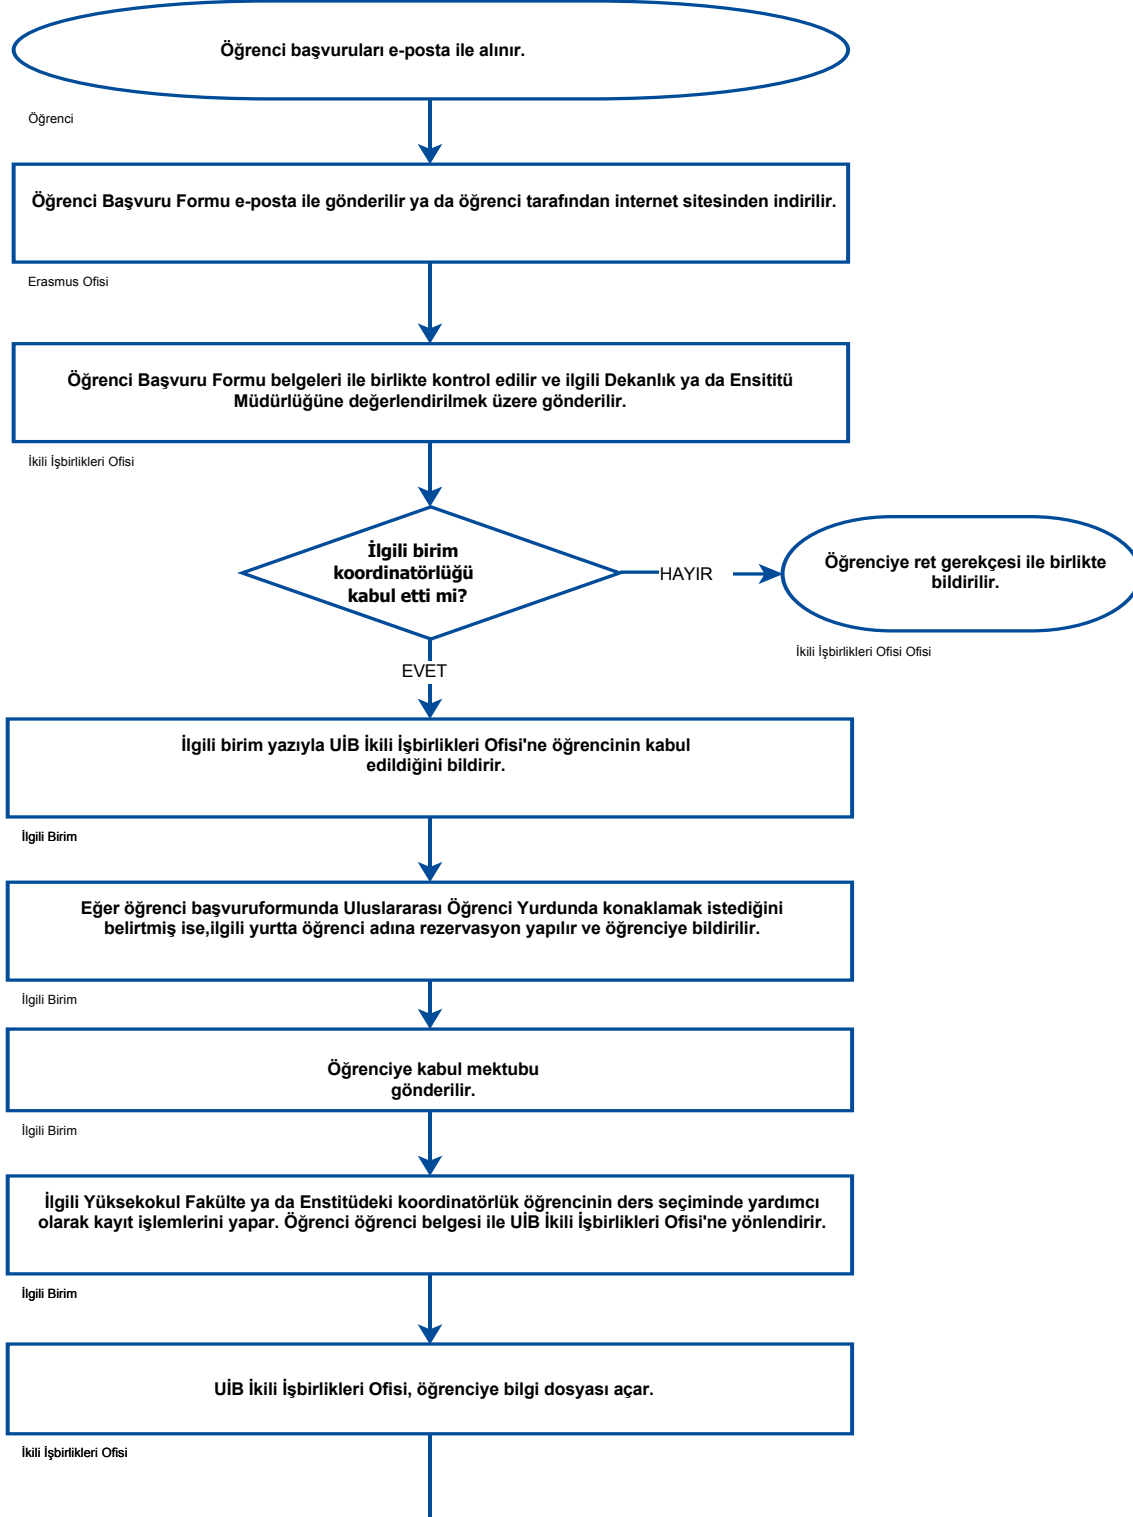 Öğrenci başvuruları e-posta ile alınır.
Öğrenci
Öğrenci Başvuru Formu e-posta ile gönderilir ya da öğrenci tarafından internet sitesinden indirilir.
Erasmus Ofisi
Öğrenci Başvuru Formu belgeleri ile birlikte kontrol edilir ve ilgili Dekanlık ya da Ensititü
Müdürlüğüne değerlendirilmek üzere gönderilir.
İkili İşbirlikleri Ofisi
İlgili birim
koordinatörlüğü
kabul etti mi?
HAYIR
Öğrenciye ret gerekçesi ile birlikte
bildirilir.
İkili İşbirlikleri Ofisi Ofisi
EVET
İlgili birim yazıyla UİB İkili İşbirlikleri Ofisi'ne öğrencinin kabul
edildiğini bildirir.
İlgili Birim
Eğer öğrenci başvuruformunda Uluslararası Öğrenci Yurdunda konaklamak istediğini
belirtmiş ise,ilgili yurtta öğrenci adına rezervasyon yapılır ve öğrenciye bildirilir.
İlgili Birim
Öğrenciye kabul mektubu
gönderilir.
İlgili Birim
İlgili Yüksekokul Fakülte ya da Enstitüdeki koordinatörlük öğrencinin ders seçiminde yardımcı
olarak kayıt işlemlerini yapar. Öğrenci öğrenci belgesi ile UİB İkili İşbirlikleri Ofisi'ne yönlendirir.
İlgili Birim
UİB İkili İşbirlikleri Ofisi, öğrenciye bilgi dosyası açar.
İkili İşbirlikleri Ofisi